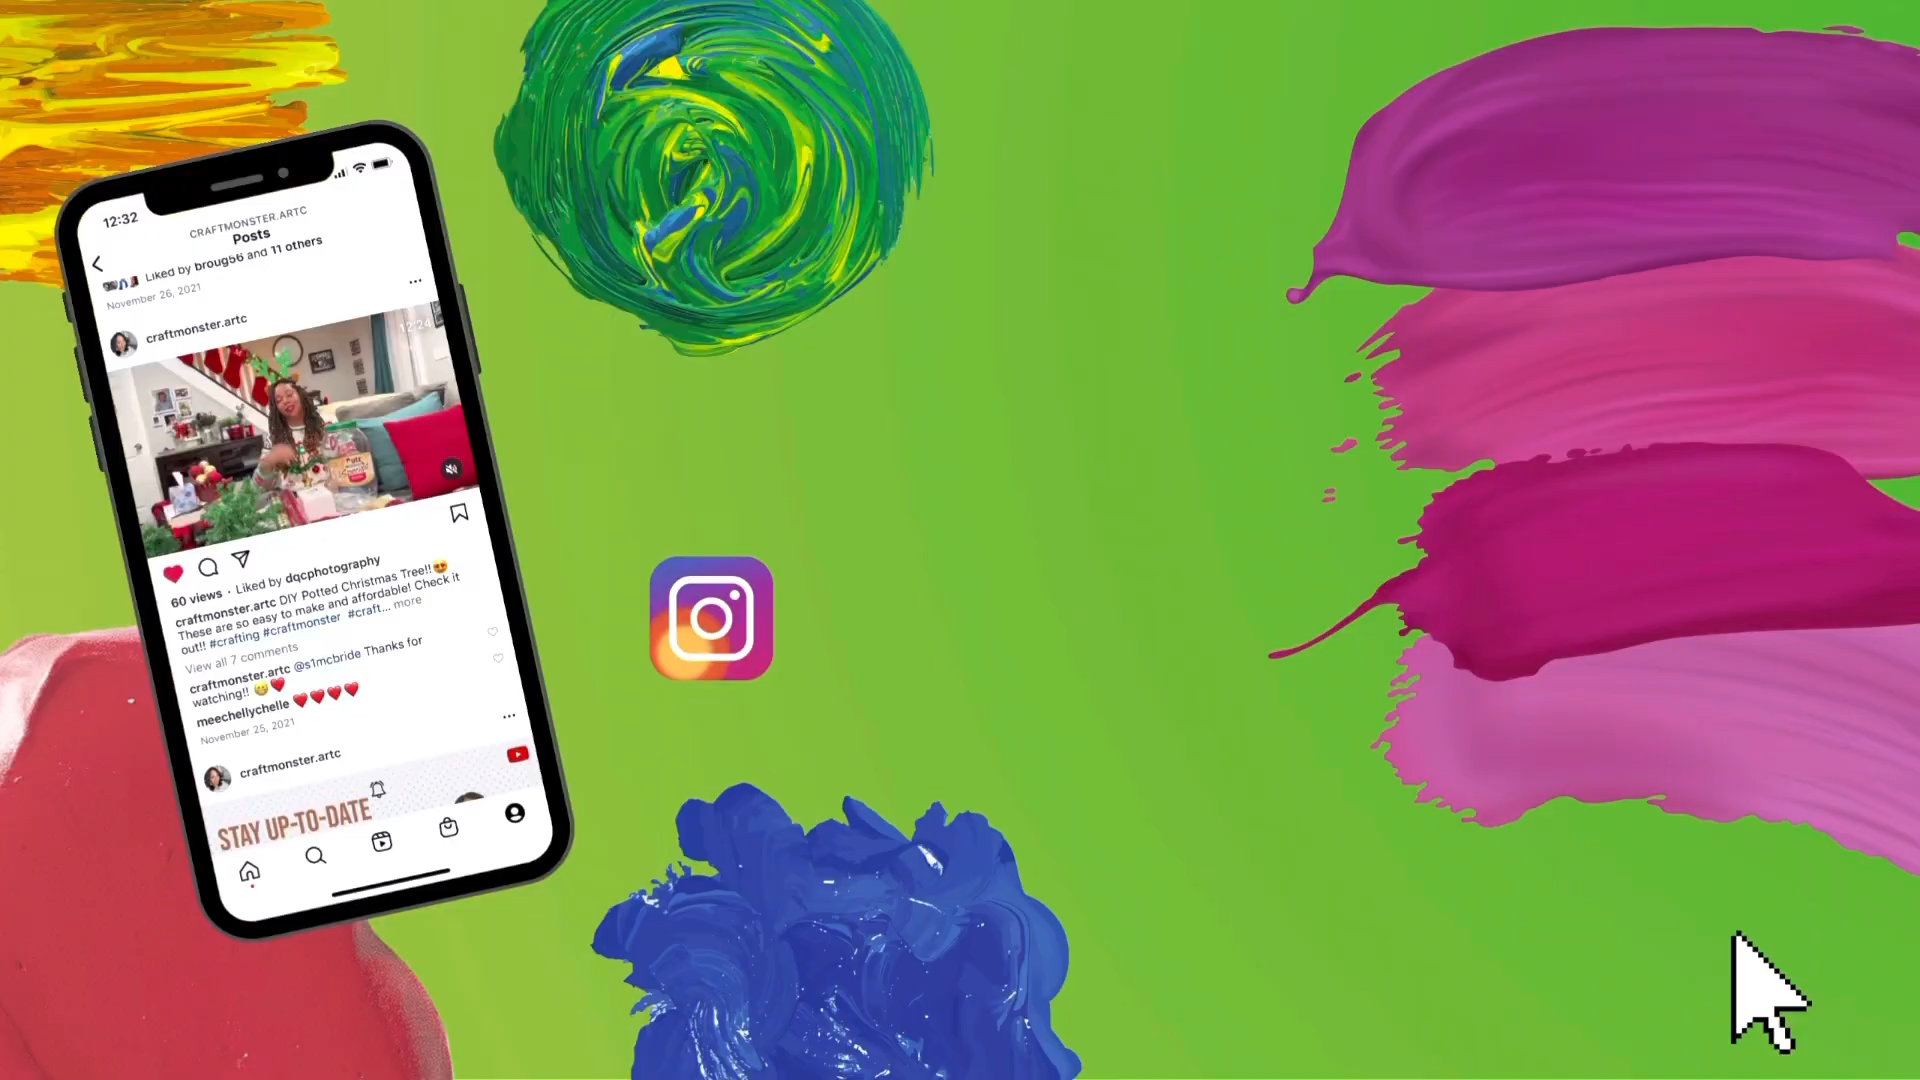 12:32
CRAFTMONSTER.ARTC
Posts
Liked by broug56 and 11 others
November 26, 2021
craftmonster.artc
12:24
60 views · Liked by dqcphotography
craftmonster.artc DIY Potted Christmas Tree!!😍
These are so easy to make and affordable! Check it
out!! #crafting #craftmonster #craft... more
View all 7 comments
craftmonster.artc @s1mcbride Thanks for
watching!! 😁❤️
meechellychelle ❤️❤️❤️❤️
November 25, 2021
craftmonster.artc
STAY UP-TO-DATE